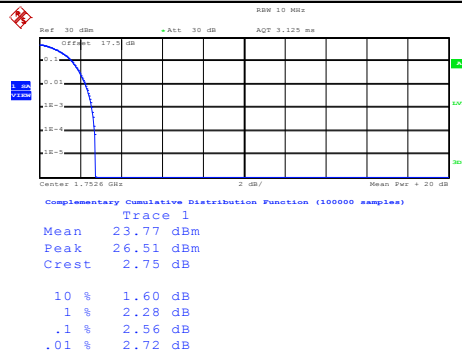 RBW 10 MHz
Ref 30 dBm Att 30 dB AQT 3.125 ms
Offset 17.5 dB
A
0.1
1 SA
VIEW
0.01
1E-3
LVL
1E-4
1E-5
3DB
Center 1.7526 GHz 2 dB/ Mean Pwr + 20 dB
Complementary Cumulative Distribution Function (100000 samples)
Trace 1
Mean 23.77 dBm
Peak 26.51 dBm
Crest 2.75 dB
10 % 1.60 dB
1 % 2.28 dB
.1 % 2.56 dB
.01 % 2.72 dB